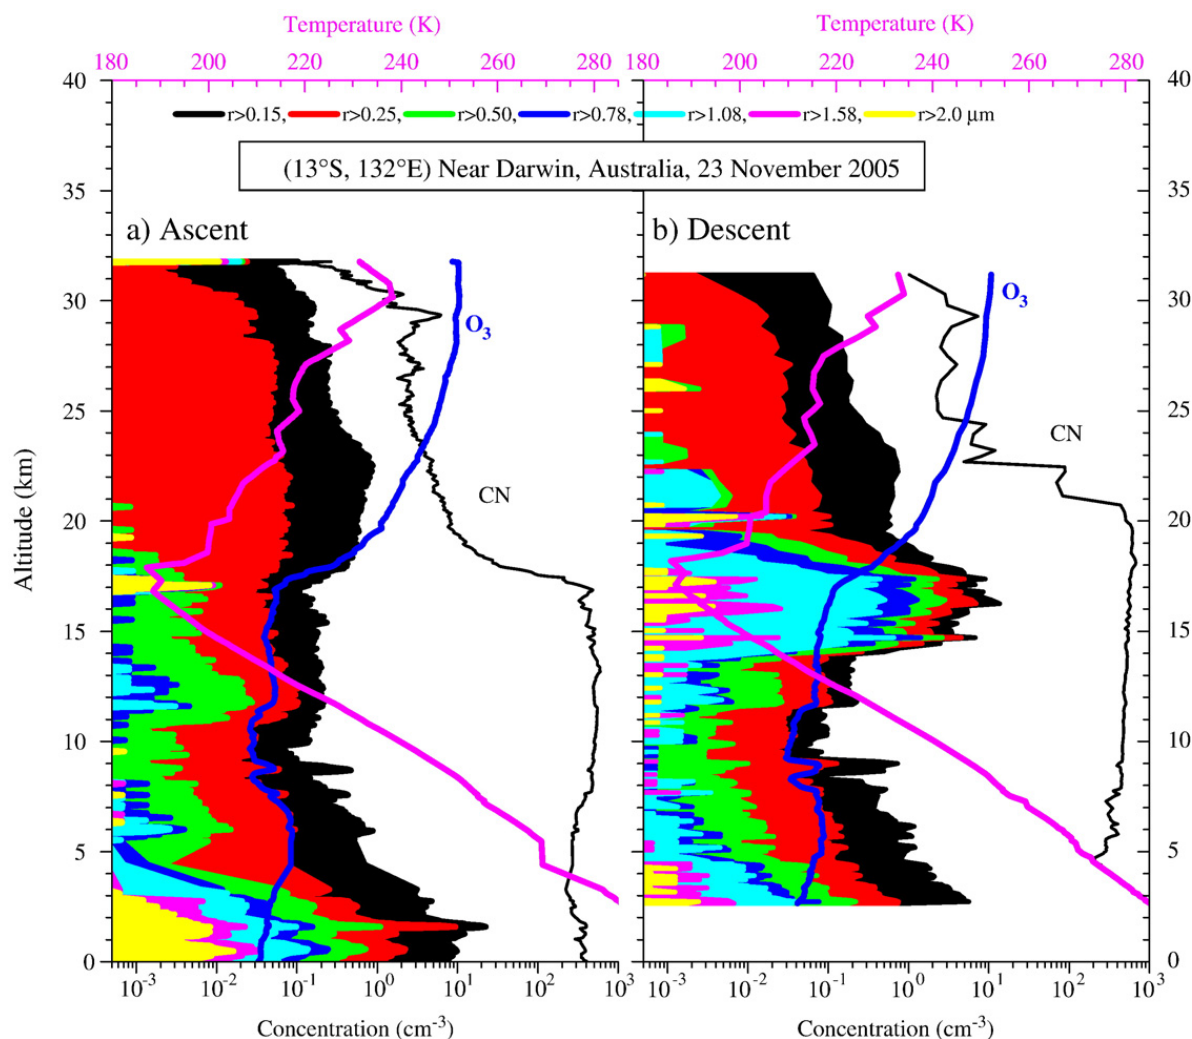 Temperature (K) Temperature (K)
180 200 220 240 260 280 180 200 220 240 260 280
40 40
r>0.15, r>0.25, r>0.50, r>0.78, r>1.08, r>1.58, r>2.0 μm
(13°S, 132°E) Near Darwin, Australia, 23 November 2005
35 35
a) Ascent b) Descent
30 30
O₃ O₃
25 25
CN CN
20 20
Altitude (km)
15 15
10 10
5 5
0 0
10⁻³ 10⁻² 10⁻¹ 10⁰ 10¹ 10² 10⁻³ 10⁻² 10⁻¹ 10⁰ 10¹ 10² 10³
Concentration (cm⁻³) Concentration (cm⁻³)